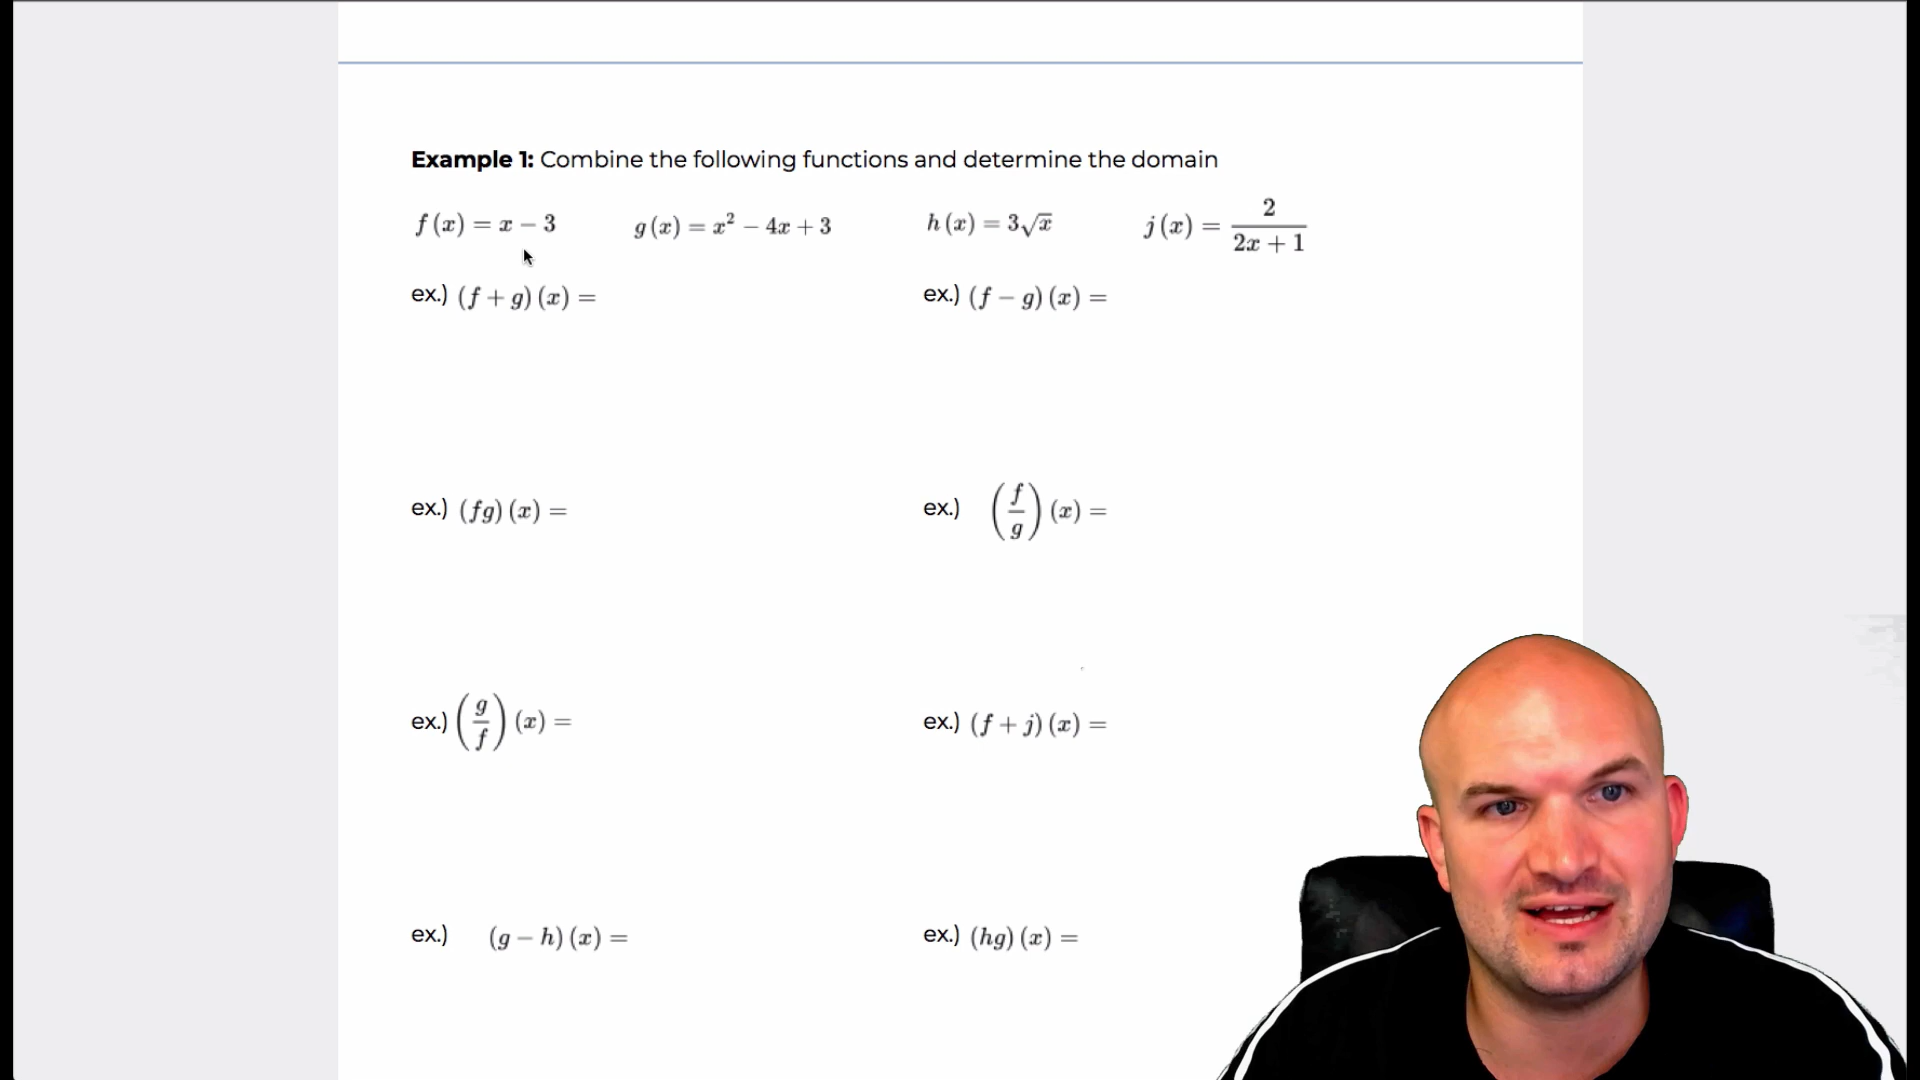 Example 1: Combine the following functions and determine the domain
f(x) = x − 3    g(x) = x² − 4x + 3    h(x) = 3√x    j(x) = 2/(2x + 1)
ex.) (f + g)(x) =    ex.) (f − g)(x) =
ex.) (fg)(x) =    ex.) (f/g)(x) =
ex.) (g/f)(x) =    ex.) (f + j)(x) =
ex.) (g − h)(x) =    ex.) (hg)(x) =